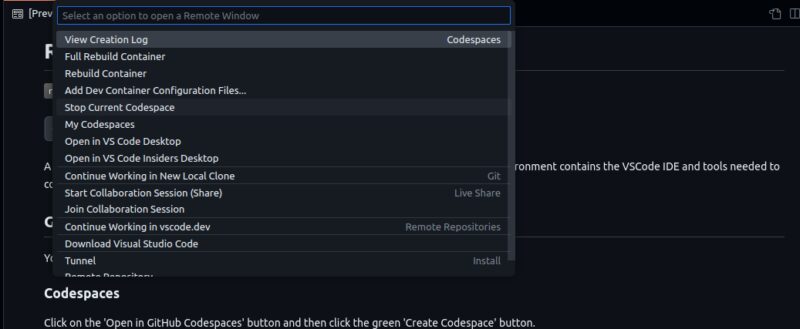 [Prev
Select an option to open a Remote Window
View Creation Log Codespaces
Full Rebuild Container
Rebuild Container
Add Dev Container Configuration Files...
Stop Current Codespace
My Codespaces
Open in VS Code Desktop
Open in VS Code Insiders Desktop
Continue Working in New Local Clone Git
Start Collaboration Session (Share) Live Share
Join Collaboration Session
Continue Working in vscode.dev Remote Repositories
Download Visual Studio Code
Tunnel Install
Remote Repository
R
A ronment contains the VSCode IDE and tools needed to
co
G
Yo
Codespaces
Click on the 'Open in GitHub Codespaces' button and then click the green 'Create Codespace' button.